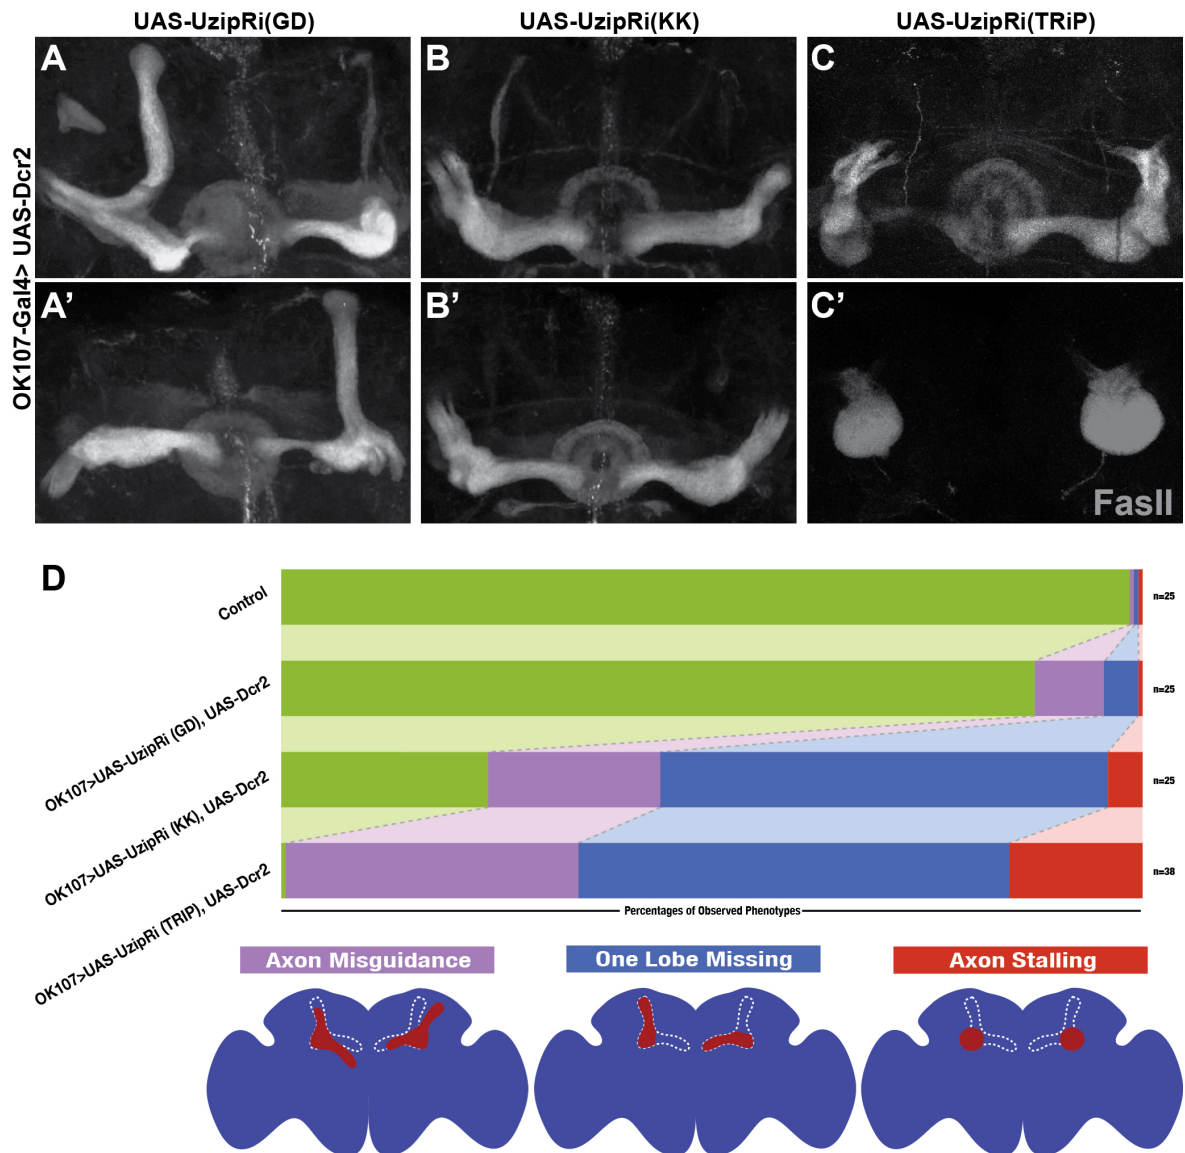 UAS-UzipRi(GD)
UAS-UzipRi(KK)
UAS-UzipRi(TRiP)
OK107-Gal4> UAS-Dcr2
A
B
C
A’
B’
C’
FasII
D
Control
n=25
OK107>UAS-UzipRi (GD), UAS-Dcr2
n=25
OK107>UAS-UzipRi (KK), UAS-Dcr2
n=25
OK107>UAS-UzipRi (TRIP), UAS-Dcr2
n=38
Percentages of Observed Phenotypes
Axon Misguidance
One Lobe Missing
Axon Stalling